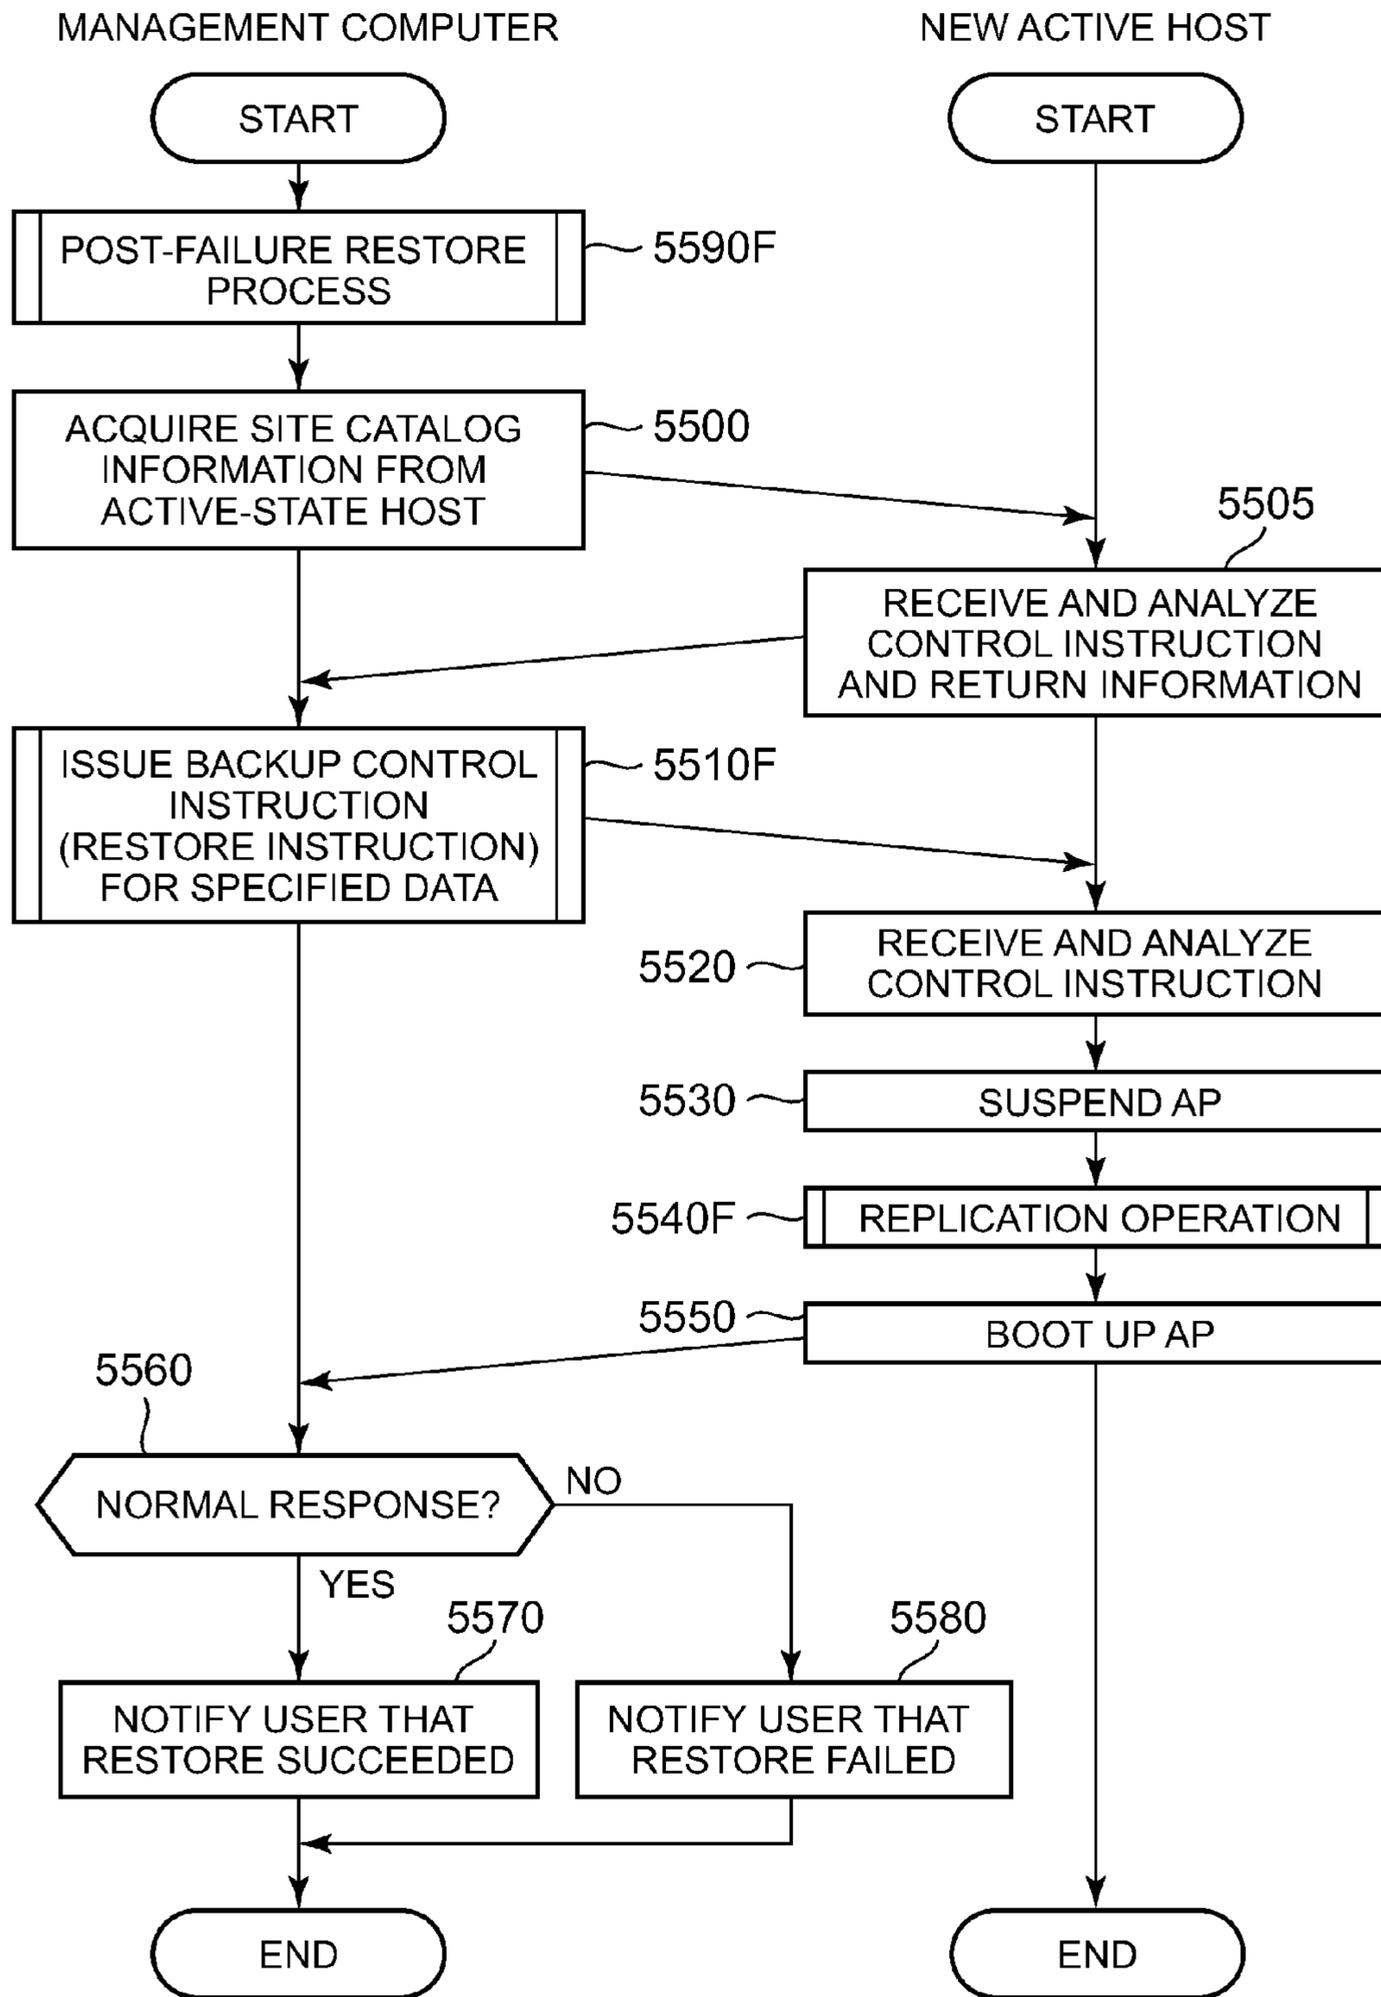 MANAGEMENT COMPUTER
NEW ACTIVE HOST
START
START
POST-FAILURE RESTORE
PROCESS
5590F
ACQUIRE SITE CATALOG
INFORMATION FROM
ACTIVE-STATE HOST
5500
5505
RECEIVE AND ANALYZE
CONTROL INSTRUCTION
AND RETURN INFORMATION
ISSUE BACKUP CONTROL
INSTRUCTION
(RESTORE INSTRUCTION)
FOR SPECIFIED DATA
5510F
5520
RECEIVE AND ANALYZE
CONTROL INSTRUCTION
5530
SUSPEND AP
5540F
REPLICATION OPERATION
5550
BOOT UP AP
5560
NORMAL RESPONSE?
NO
YES
5570
NOTIFY USER THAT
RESTORE SUCCEEDED
5580
NOTIFY USER THAT
RESTORE FAILED
END
END